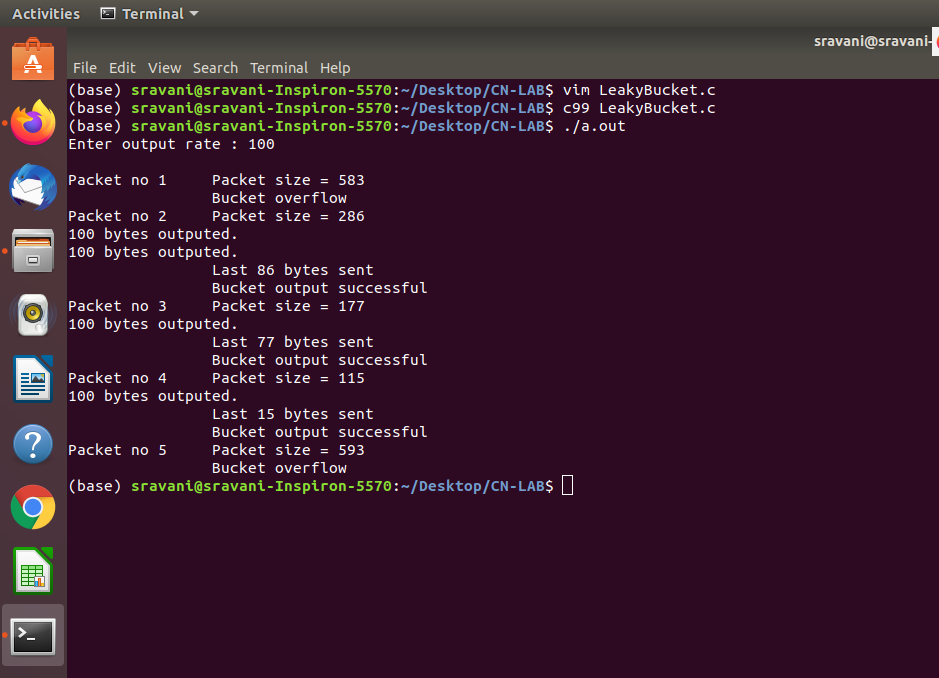 Activities Terminal
sravani@sravani-
File Edit View Search Terminal Help
(base) sravani@sravani-Inspiron-5570:~/Desktop/CN-LAB$ vim LeakyBucket.c
(base) sravani@sravani-Inspiron-5570:~/Desktop/CN-LAB$ c99 LeakyBucket.c
(base) sravani@sravani-Inspiron-5570:~/Desktop/CN-LAB$ ./a.out
Enter output rate : 100
Packet no 1 Packet size = 583
Bucket overflow
Packet no 2 Packet size = 286
100 bytes outputed.
100 bytes outputed.
Last 86 bytes sent
Bucket output successful
Packet no 3 Packet size = 177
100 bytes outputed.
Last 77 bytes sent
Bucket output successful
Packet no 4 Packet size = 115
100 bytes outputed.
Last 15 bytes sent
Bucket output successful
Packet no 5 Packet size = 593
Bucket overflow
(base) sravani@sravani-Inspiron-5570:~/Desktop/CN-LAB$